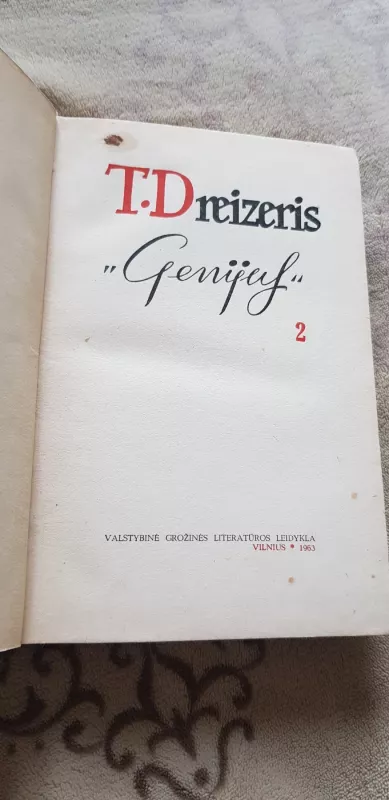 T. Dreizeris
„Genijus“
2
VALSTYBINĖ GROŽINĖS LITERATŪROS LEIDYKLA
VILNIUS * 1963